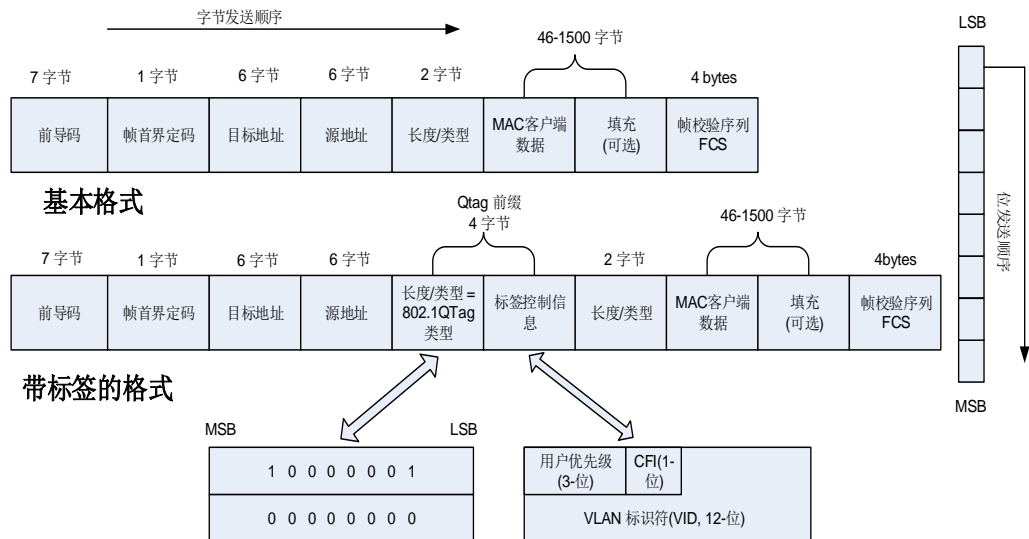 字节发送顺序
LSB
46-1500 字节
7 字节 1 字节 6 字节 6 字节 2 字节 4 bytes
前导码 帧首界定码 目标地址 源地址 长度/类型 MAC客户端
数据 填充
(可选) 帧校验序列
FCS
基本格式
Qtag 前缀
4 字节
46-1500 字节
位发送顺序
7 字节 1 字节 6 字节 6 字节 2 字节 4bytes
前导码 帧首界定码 目标地址 源地址 长度/类型 =
802.1QTag
类型 标签控制信
息 长度/类型 MAC客户端
数据 填充
(可选) 帧校验序列
FCS
带标签的格式
MSB
MSB LSB
1 0 0 0 0 0 0 1
0 0 0 0 0 0 0 0
用户优先级
(3-位)
CFI(1-
位)
VLAN 标识符(VID, 12-位)